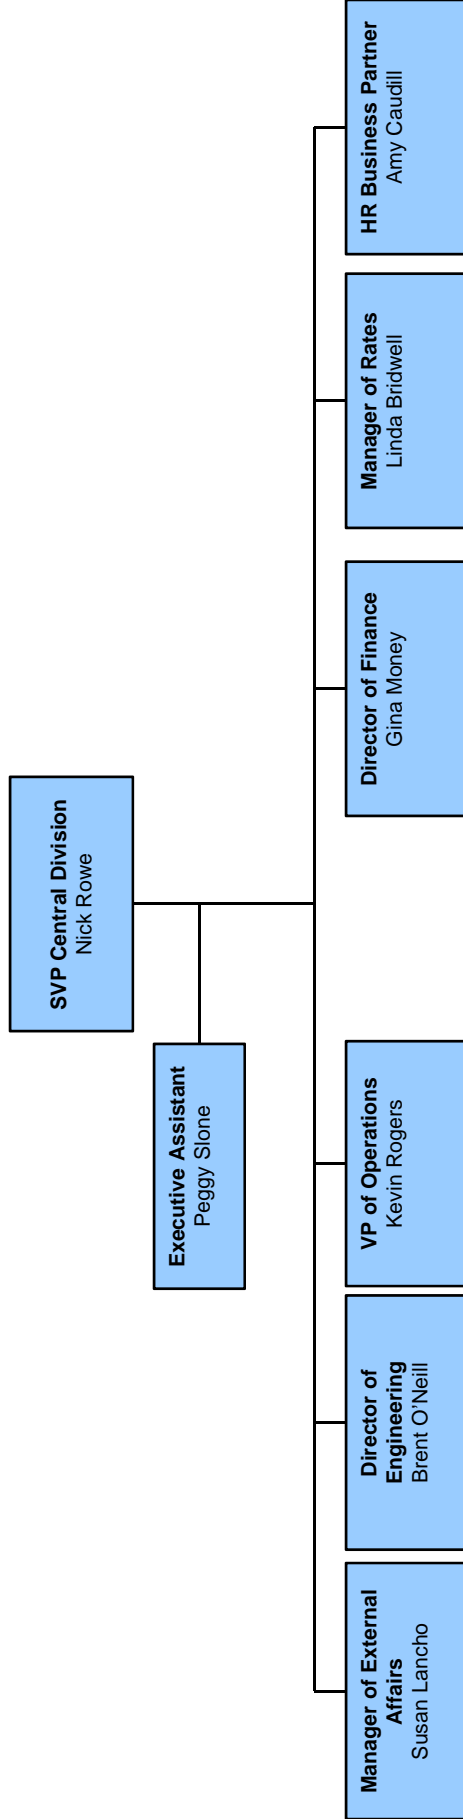 SVP Central Division
Nick Rowe
Executive Assistant
Peggy Slone
Manager of External
Affairs
Susan Lancho
Director of
Engineering
Brent O’Neill
VP of Operations
Kevin Rogers
Director of Finance
Gina Money
Manager of Rates
Linda Bridwell
HR Business Partner
Amy Caudill